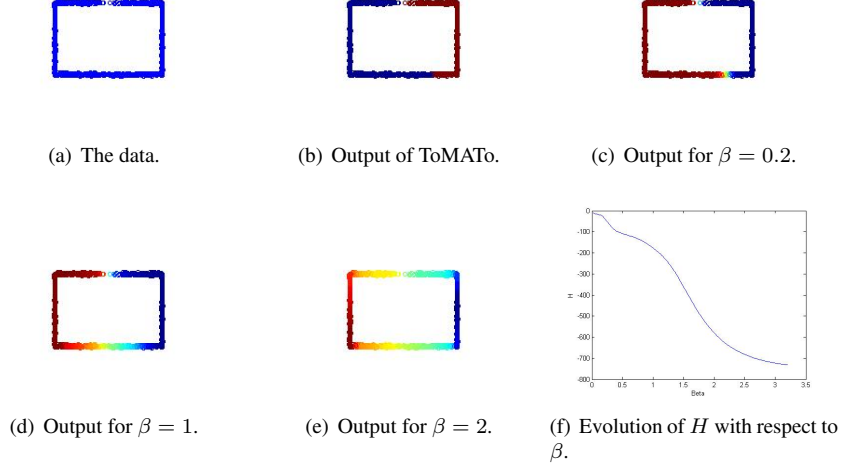 (a) The data.
(b) Output of ToMATo.
(c) Output for β = 0.2.
0
-100
-200
-300
-400
-500
-600
-700
-800
H
0
0.5
1
1.5
2
2.5
3
3.5
Beta
(d) Output for β = 1.
(e) Output for β = 2.
(f) Evolution of H with respect to
β.